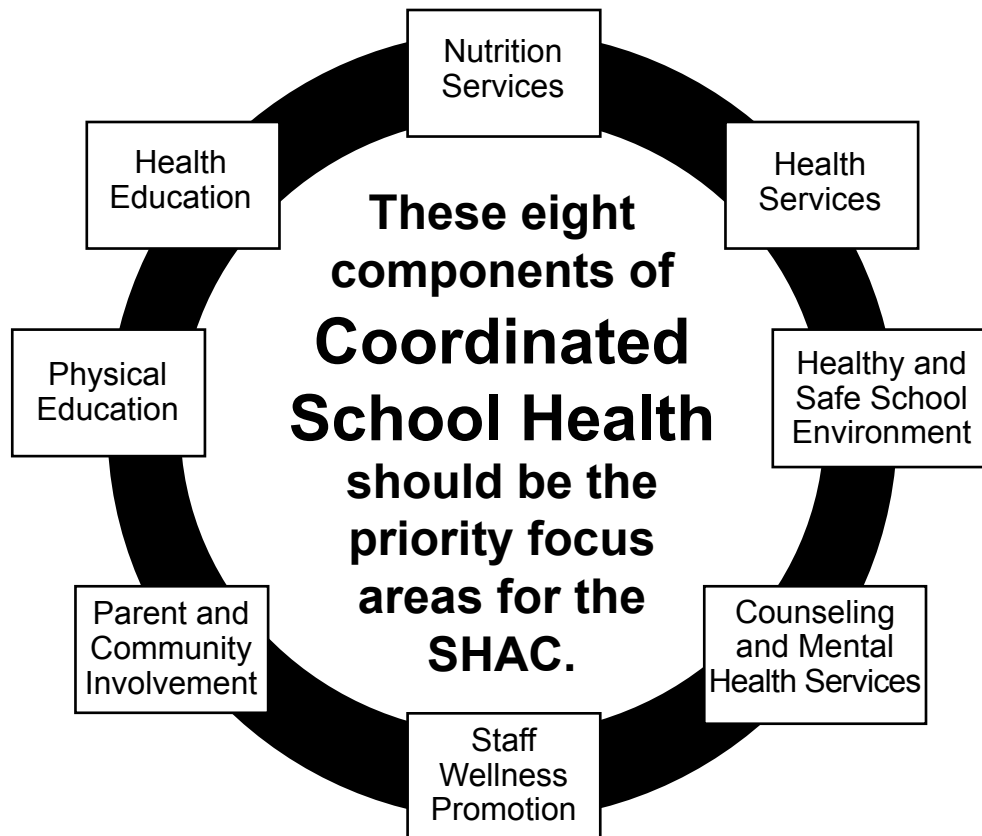 Nutrition
Services
Health
Education
Health
Services
These eight
components of
Coordinated
School Health
should be the
priority focus
areas for the
SHAC.
Physical
Education
Healthy and
Safe School
Environment
Parent and
Community
Involvement
Counseling
and Mental
Health Services
Staff
Wellness
Promotion